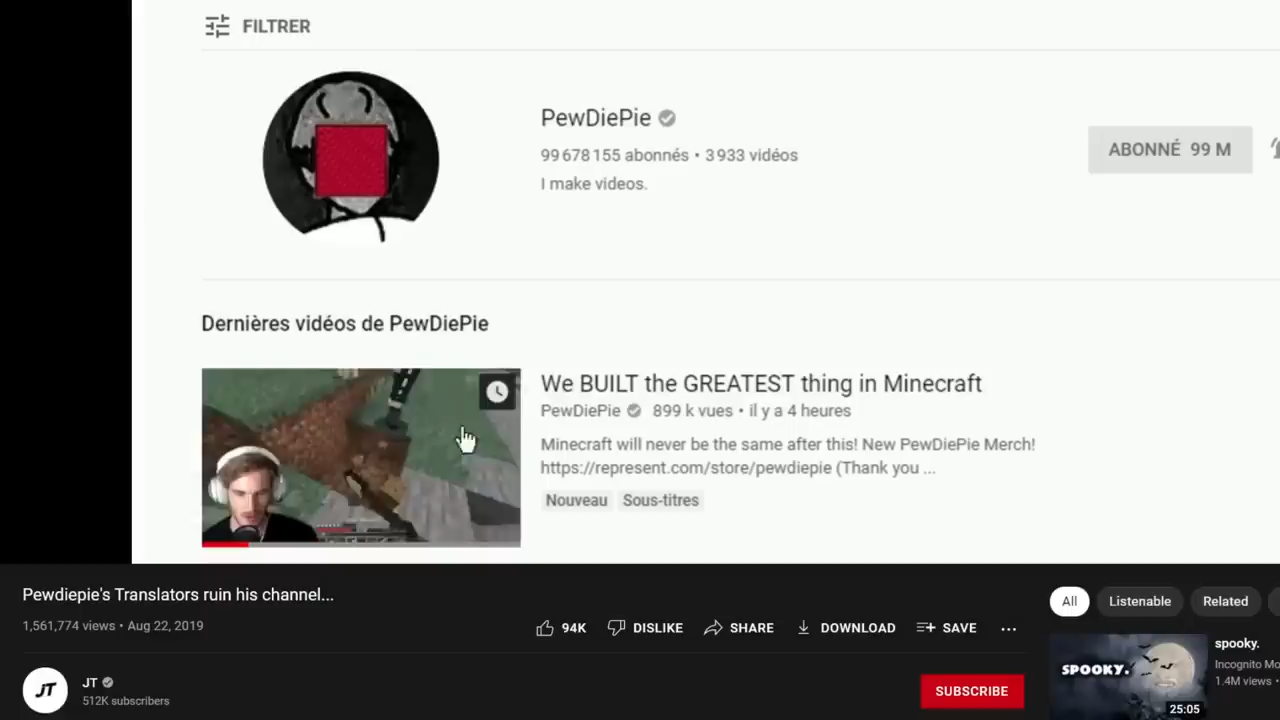 FILTRER
PewDiePie
99 678 155 abonnés • 3 933 vidéos
I make videos.
ABONNÉ 99 M
Dernières vidéos de PewDiePie
We BUILT the GREATEST thing in Minecraft
PewDiePie 899 k vues • il y a 4 heures
Minecraft will never be the same after this! New PewDiePie Merch!
https://represent.com/store/pewdiepie (Thank you ...
Nouveau Sous-titres
Pewdiepie's Translators ruin his channel...
1,561,774 views • Aug 22, 2019
94K DISLIKE SHARE DOWNLOAD SAVE ...
JT
JT
512K subscribers
SUBSCRIBE
All Listenable Related
SPOOKY.
25:05
spooky.
Incognito Mo
1.4M views •